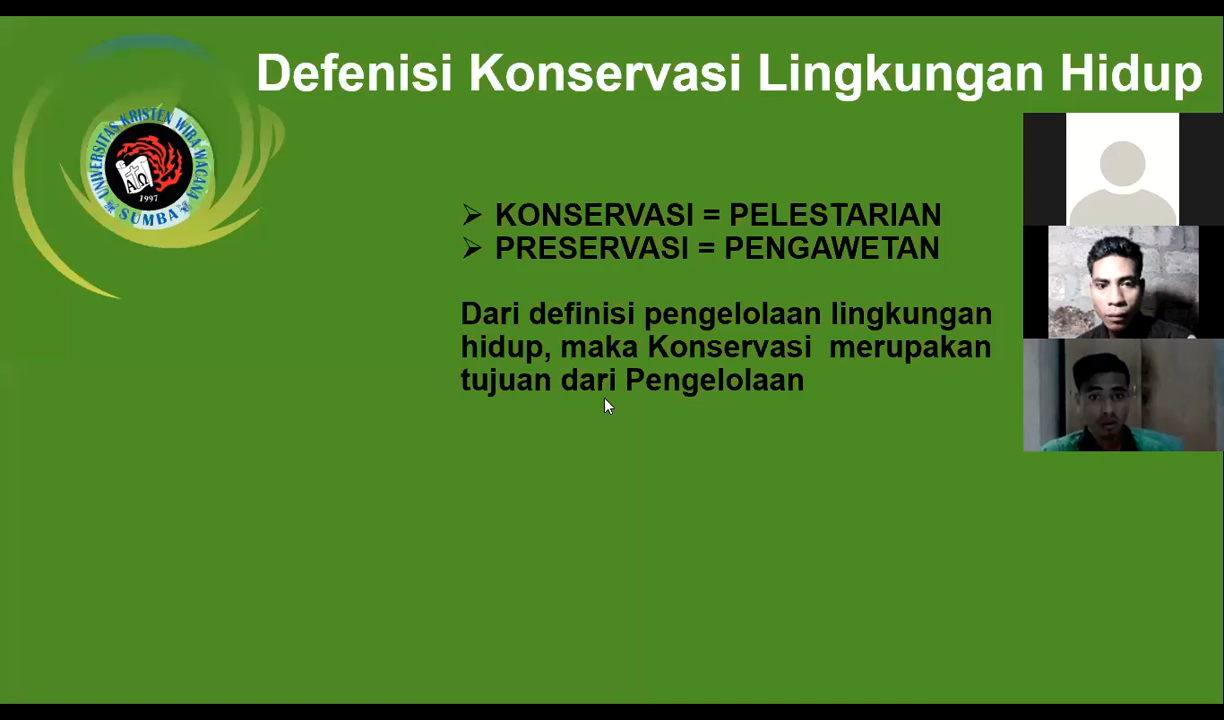 Defenisi Konservasi Lingkungan Hidup
UNIVERSITAS KRISTEN WIRA WACANA
SUMBA
A Ω
1997
➢ KONSERVASI = PELESTARIAN
➢ PRESERVASI = PENGAWETAN
Dari definisi pengelolaan lingkungan
hidup, maka Konservasi merupakan
tujuan dari Pengelolaan